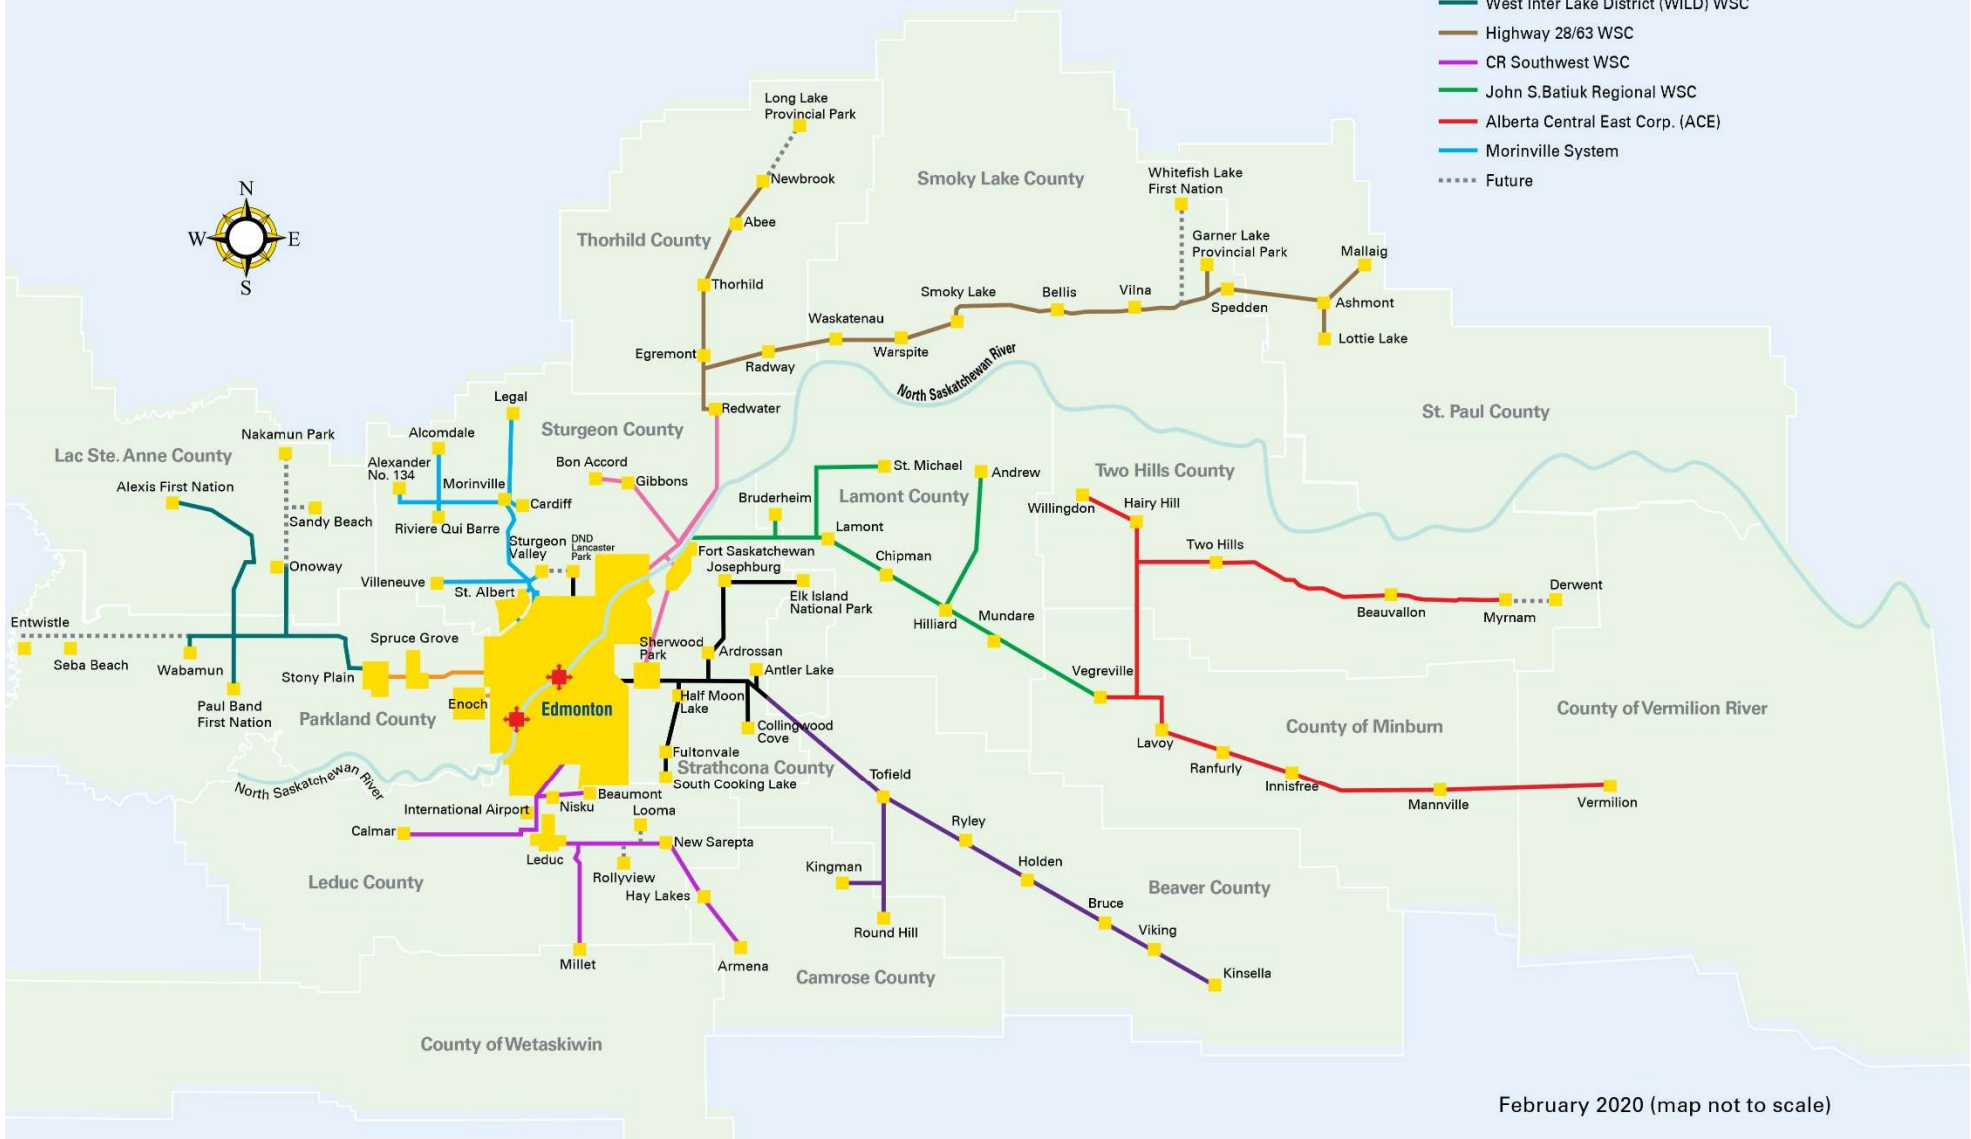 West Inter Lake District (WILD) WSC
Highway 28/63 WSC
CR Southwest WSC
John S.Batiuk Regional WSC
Alberta Central East Corp. (ACE)
Morinville System
Future
N
W
E
S
Long Lake
Provincial Park
Newbrook
Abee
Thorhild County
Thorhild
Egremont
Radway
Redwater
Smoky Lake County
Whitefish Lake
First Nation
Garner Lake
Provincial Park
Mallaig
Smoky Lake
Bellis
Vilna
Spedden
Ashmont
Lottie Lake
Waskatenau
Warspite
North Saskatchewan River
St. Paul County
Legal
Alcomdale
Sturgeon County
Nakamun Park
Lac Ste. Anne County
Alexander
No. 134
Alexis First Nation
Morinville
Bon Accord
Gibbons
Cardiff
Sandy Beach
Riviere Qui Barre
Sturgeon
Valley
DND
Lancaster
Park
Onoway
Villeneuve
St. Albert
St. Michael
Andrew
Lamont County
Bruderheim
Lamont
Fort Saskatchewan
Josephburg
Chipman
Elk Island
National Park
Hilliard
Mundare
Two Hills County
Willingdon
Hairy Hill
Two Hills
Beauvallon
Myrnam
Derwent
Entwistle
Seba Beach
Wabamun
Spruce Grove
Stony Plain
Paul Band
First Nation
Parkland County
Enoch
Edmonton
Sherwood
Park
Ardrossan
Antler Lake
Half Moon
Lake
Collingwood
Cove
Fultonvale
Strathcona County
South Cooking Lake
Vegreville
Lavoy
Ranfurly
Innisfree
Mannville
Vermilion
County of Minburn
County of Vermilion River
North Saskatchewan River
International Airport
Nisku
Beaumont
Looma
Calmar
Leduc
New Sarepta
Rollyview
Hay Lakes
Leduc County
Millet
Armena
Tofield
Ryley
Kingman
Holden
Round Hill
Bruce
Viking
Kinsella
Beaver County
Camrose County
County of Wetaskiwin
February 2020 (map not to scale)